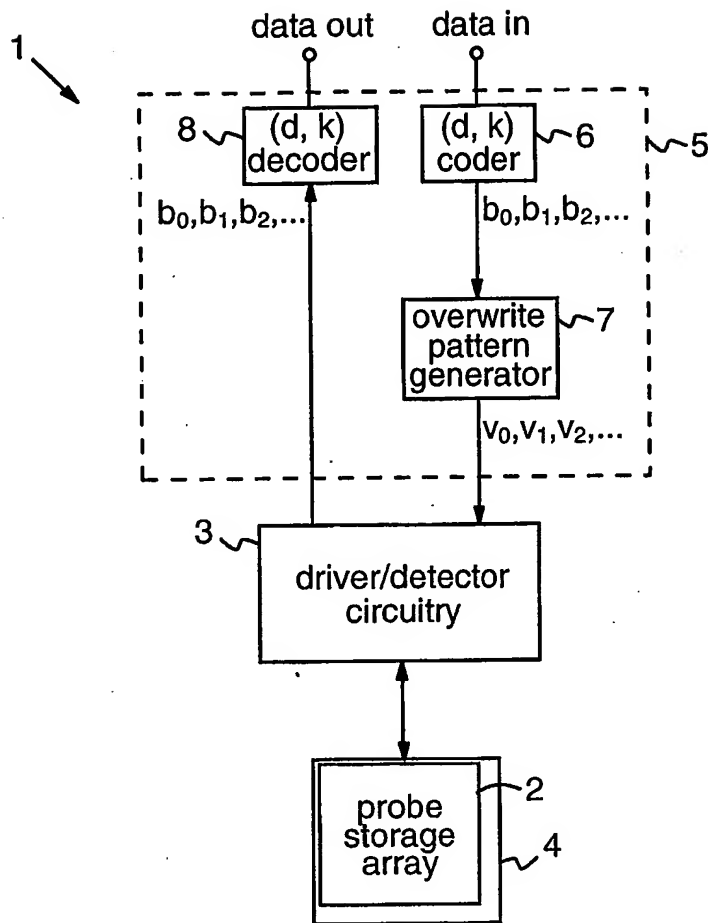 data out
data in
1
8
(d, k)
decoder
(d, k)
coder
6
5
b₀,b₁,b₂,...
b₀,b₁,b₂,...
overwrite
pattern
generator
7
v₀,v₁,v₂,...
3
driver/detector
circuitry
probe
storage
array
2
4